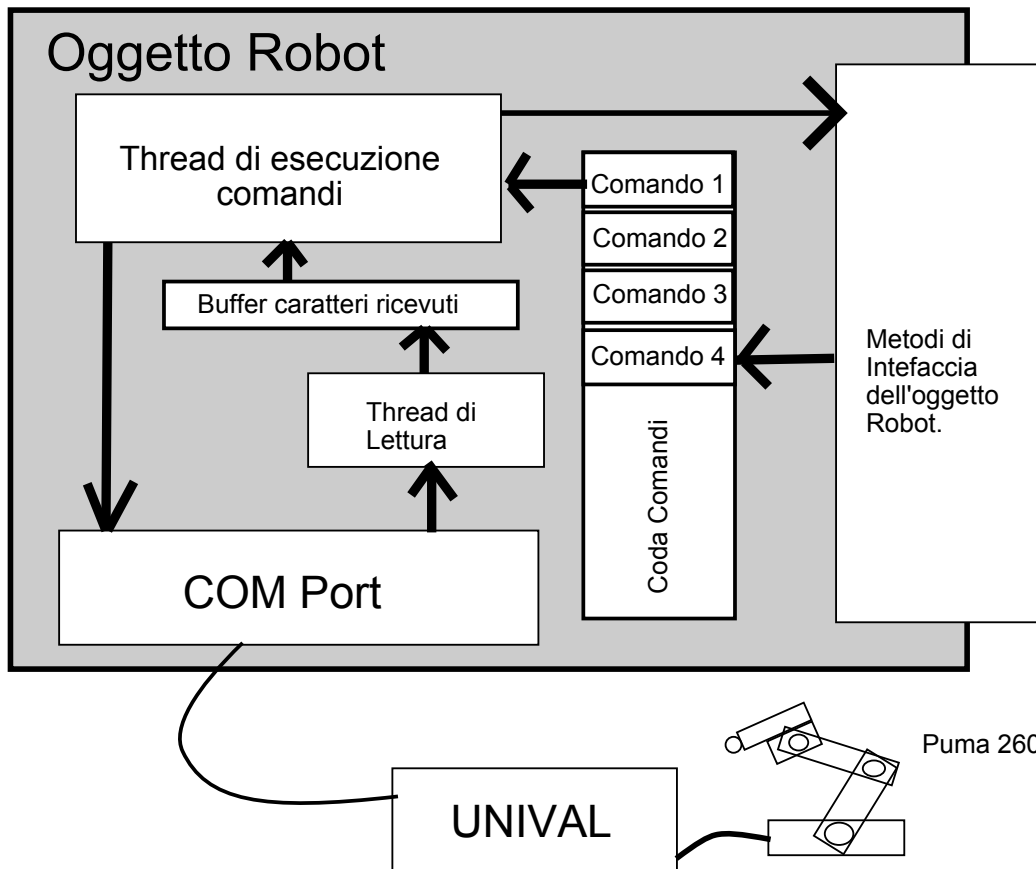 Oggetto Robot
Thread di esecuzione
comandi
Comando 1
Comando 2
Comando 3
Comando 4
Coda Comandi
Buffer caratteri ricevuti
Thread di
Lettura
COM Port
Metodi di
Intefaccia
dell'oggetto
Robot.
UNIVAL
Puma 260